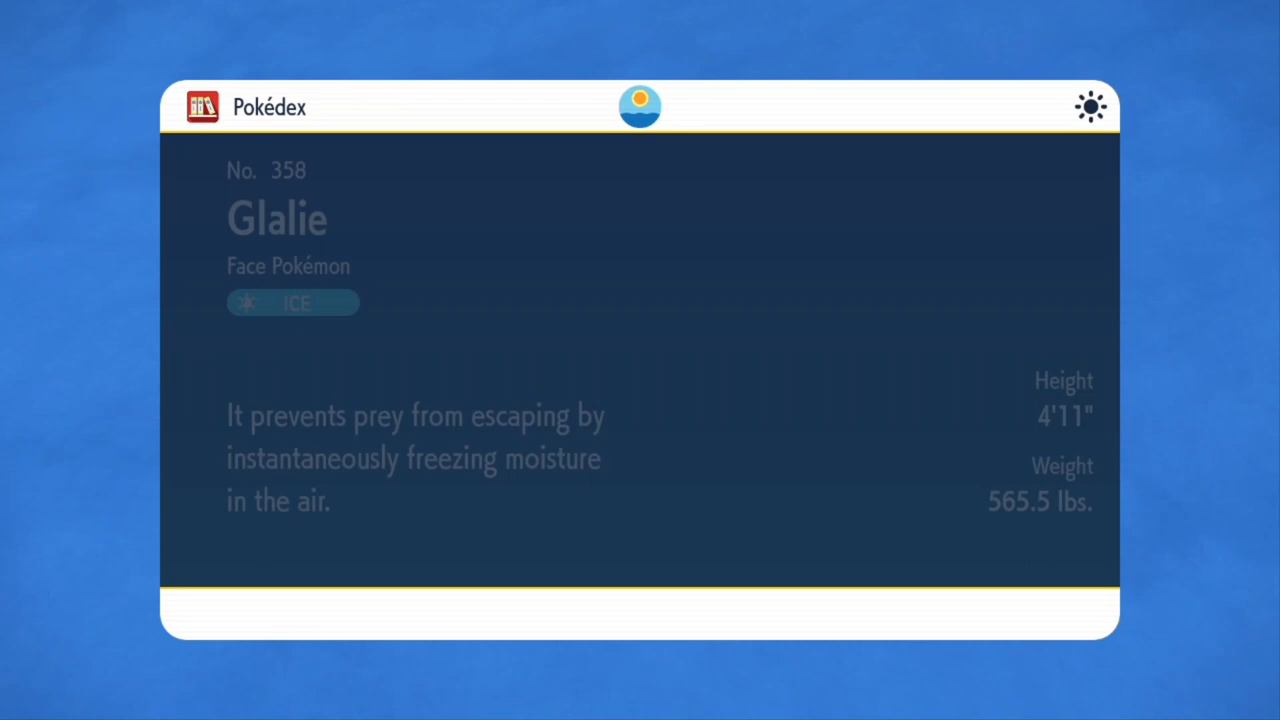 Pokédex
No. 358
Glalie
Face Pokémon
ICE
It prevents prey from escaping by
instantaneously freezing moisture
in the air.
Height
4'11"
Weight
565.5 lbs.